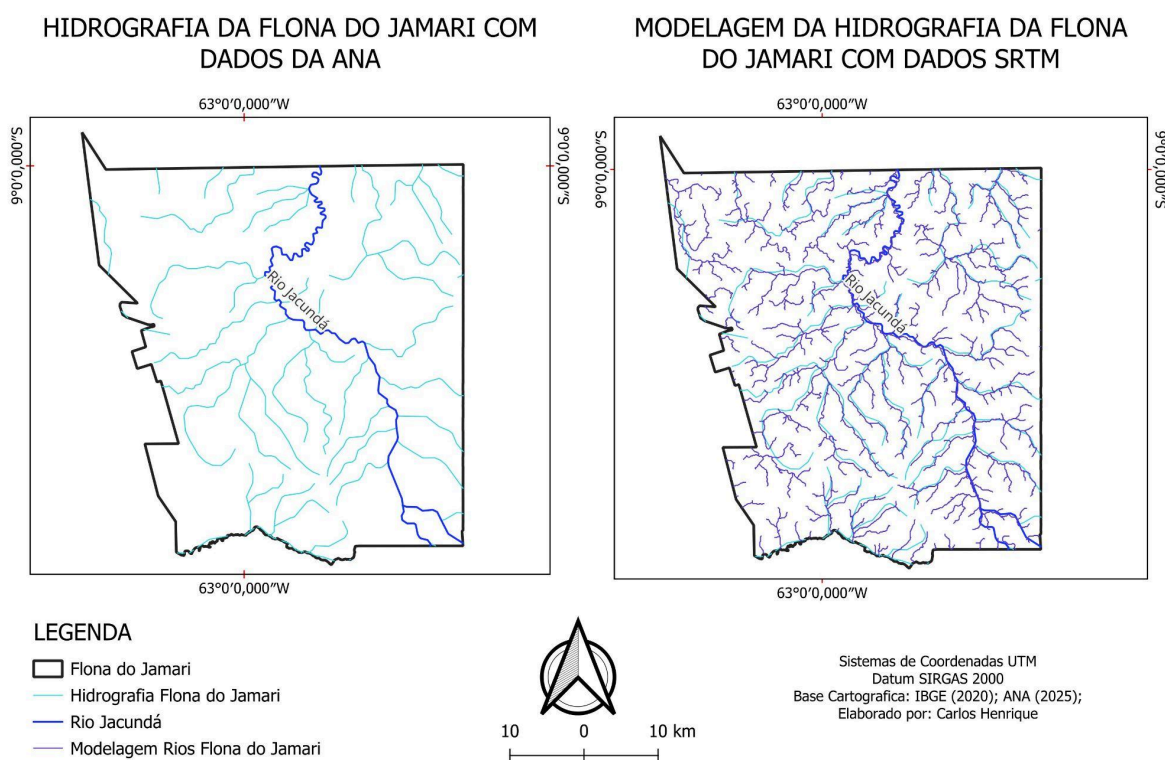 HIDROGRAFIA DA FLONA DO JAMARI COM
DADOS DA ANA
63°0'0,000"W
9°0'0,000"S
9°0'0,000"S
Rio Jacundá
63°0'0,000"W
MODELAGEM DA HIDROGRAFIA DA FLONA
DO JAMARI COM DADOS SRTM
63°0'0,000"W
9°0'0,000"S
9°0'0,000"S
Rio Jacundá
63°0'0,000"W
LEGENDA
Flona do Jamari
Hidrografia Flona do Jamari
Rio Jacundá
Modelagem Rios Flona do Jamari
10 0 10 km
Sistemas de Coordenadas UTM
Datum SIRGAS 2000
Base Cartografica: IBGE (2020); ANA (2025);
Elaborado por: Carlos Henrique